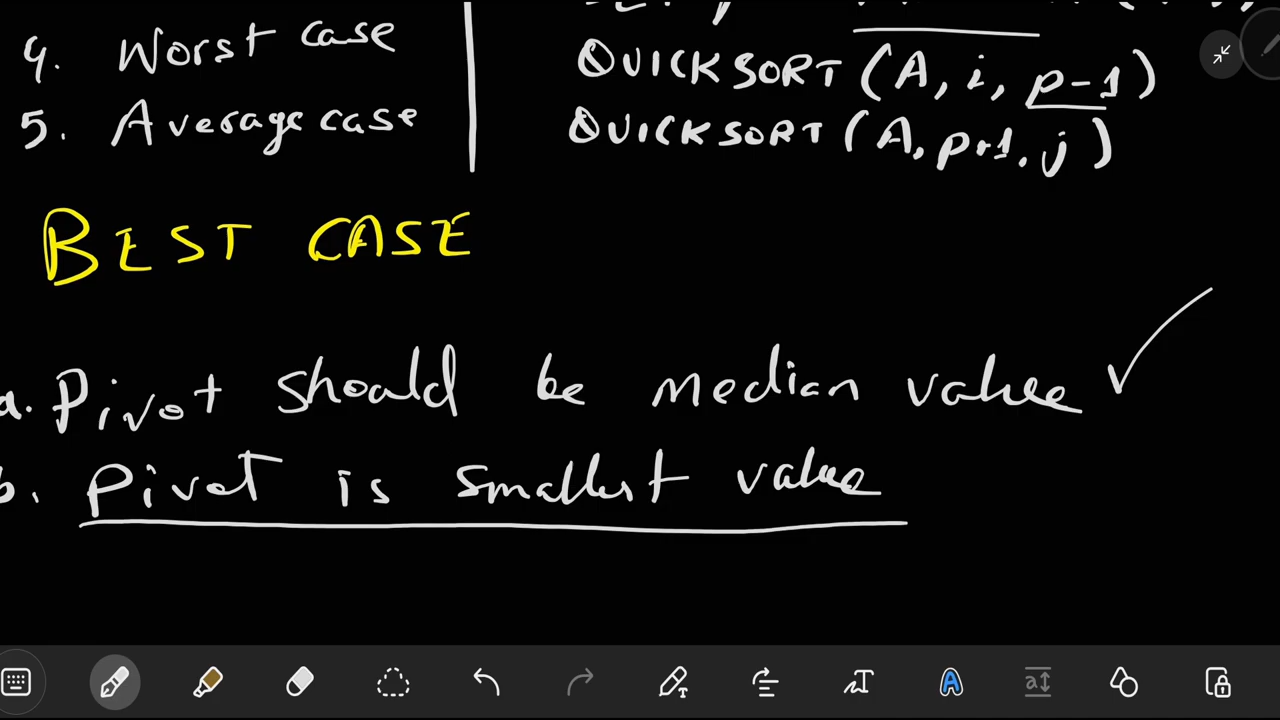 4. Worst case
5. Average case
QUICKSORT (A, i, p-1)
QUICKSORT (A, p+1, j)
BEST CASE
a. Pivot should be median value ✓
b. Pivot is smallest value